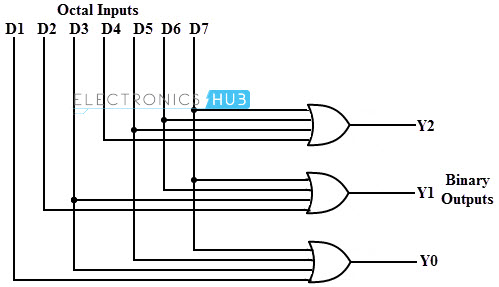 Octal Inputs
D1 D2 D3 D4 D5 D6 D7
ELECTRONICS HUB
Y2
Y1
Binary
Outputs
Y0